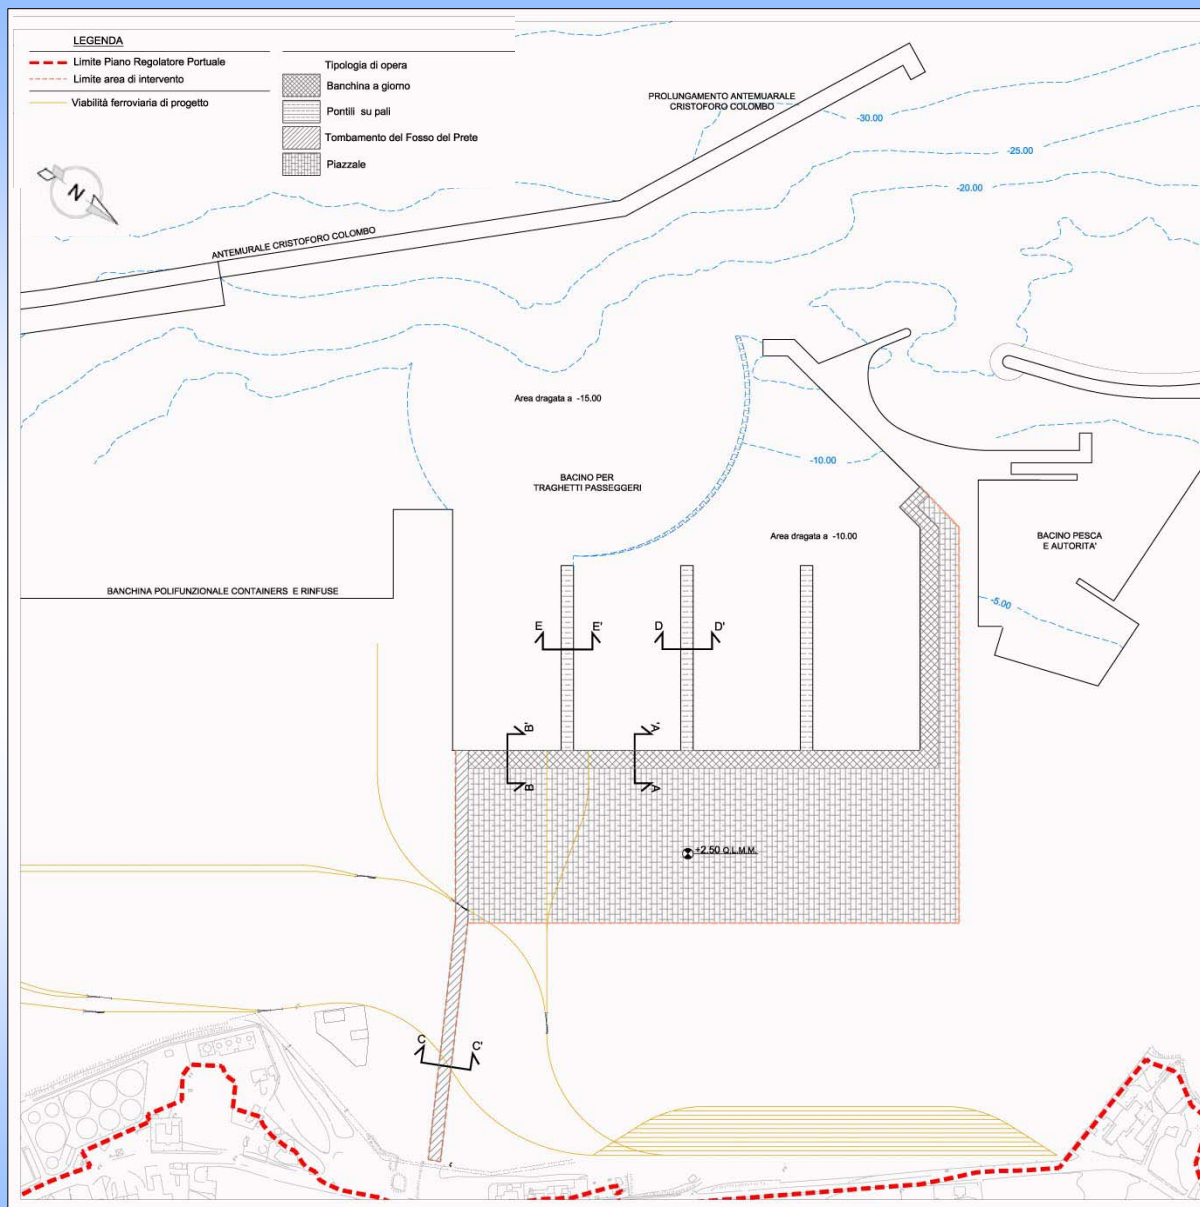 LEGENDA
Limite Piano Regolatore Portuale
Limite area di intervento
Viabilità ferroviaria di progetto
Tipologia di opera
Banchina a giorno
Pontili su pali
Tombamento del Fosso del Prete
Piazzale
N
PROLUNGAMENTO ANTEMUARALE
CRISTOFORO COLOMBO
-30.00
-25.00
-20.00
ANTEMURALE CRISTOFORO COLOMBO
Area dragata a -15.00
-10.00
BACINO PER
TRAGHETTI PASSEGGERI
Area dragata a -10.00
BACINO PESCA
E AUTORITA'
BANCHINA POLIFUNZIONALE CONTAINERS E RINFUSE
-5.00
E E'
D D'
B'
A'
B
A
+2.50 Q.L.M.M.
C C'